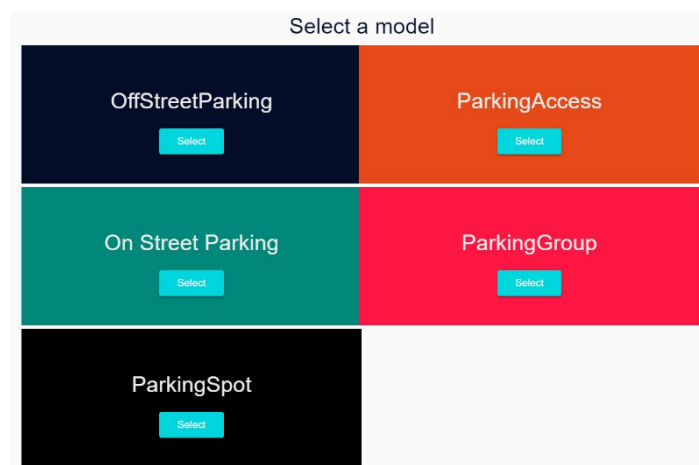 Select a model
OffStreetParking
Select
ParkingAccess
Select
On Street Parking
Select
ParkingGroup
Select
ParkingSpot
Select